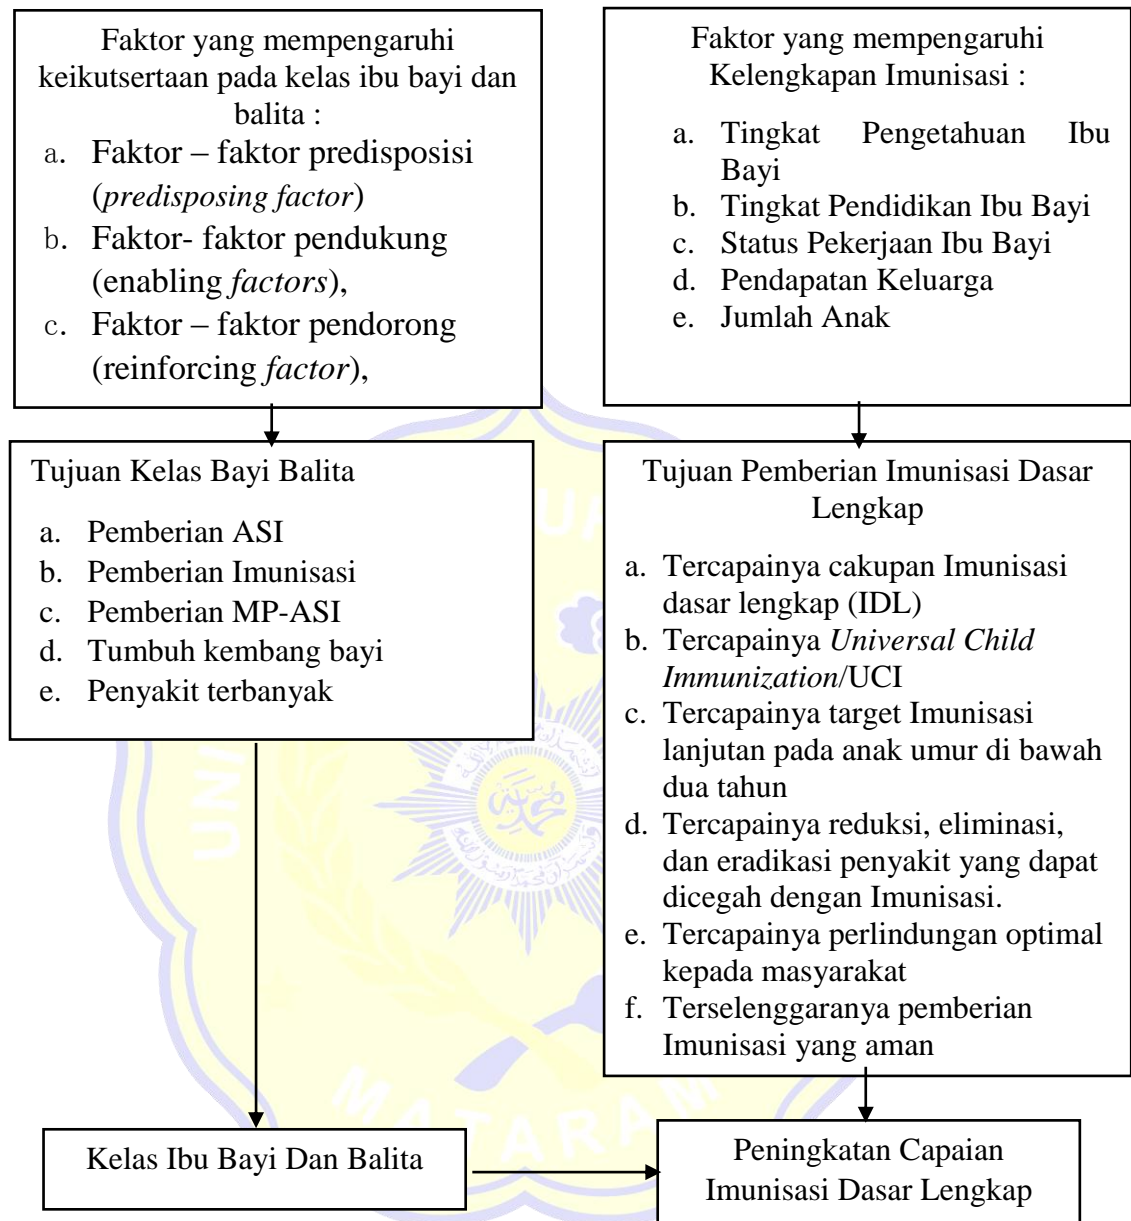 Faktor yang mempengaruhi
keikutsertaan pada kelas ibu bayi dan
balita :
a. Faktor – faktor predisposisi
(predisposing factor)
b. Faktor- faktor pendukung
(enabling factors),
c. Faktor – faktor pendorong
(reinforcing factor),
Faktor yang mempengaruhi
Kelengkapan Imunisasi :
a. Tingkat Pengetahuan Ibu
Bayi
b. Tingkat Pendidikan Ibu Bayi
c. Status Pekerjaan Ibu Bayi
d. Pendapatan Keluarga
e. Jumlah Anak
Tujuan Kelas Bayi Balita
a. Pemberian ASI
b. Pemberian Imunisasi
c. Pemberian MP-ASI
d. Tumbuh kembang bayi
e. Penyakit terbanyak
Tujuan Pemberian Imunisasi Dasar
Lengkap
a. Tercapainya cakupan Imunisasi
dasar lengkap (IDL)
b. Tercapainya Universal Child
Immunization/UCI
c. Tercapainya target Imunisasi
lanjutan pada anak umur di bawah
dua tahun
d. Tercapainya reduksi, eliminasi,
dan eradikasi penyakit yang dapat
dicegah dengan Imunisasi.
e. Tercapainya perlindungan optimal
kepada masyarakat
f. Terselenggaranya pemberian
Imunisasi yang aman
Kelas Ibu Bayi Dan Balita
Peningkatan Capaian
Imunisasi Dasar Lengkap
MATARAM